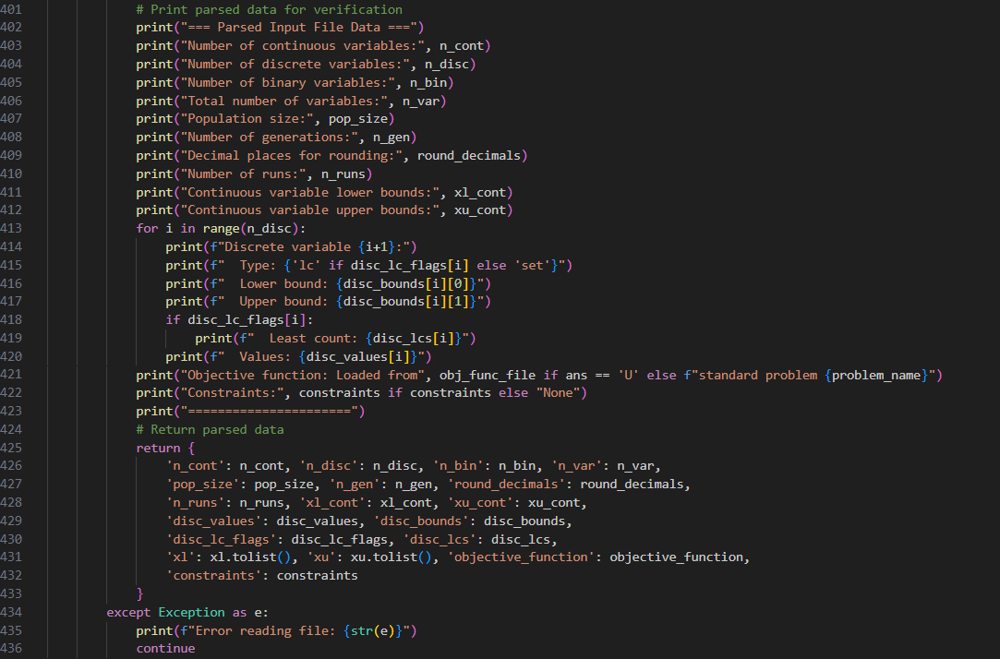 401 # Print parsed data for verification
402 print("=== Parsed Input File Data ===")
403 print("Number of continuous variables:", n_cont)
404 print("Number of discrete variables:", n_disc)
405 print("Number of binary variables:", n_bin)
406 print("Total number of variables:", n_var)
407 print("Population size:", pop_size)
408 print("Number of generations:", n_gen)
409 print("Decimal places for rounding:", round_decimals)
410 print("Number of runs:", n_runs)
411 print("Continuous variable lower bounds:", xl_cont)
412 print("Continuous variable upper bounds:", xu_cont)
413 for i in range(n_disc):
414     print(f"Discrete variable {i+1}:")
415     print(f"  Type: {'lc' if disc_lc_flags[i] else 'set'}")
416     print(f"  Lower bound: {disc_bounds[i][0]}")
417     print(f"  Upper bound: {disc_bounds[i][1]}")
418     if disc_lc_flags[i]:
419         print(f"  Least count: {disc_lcs[i]}")
420     print(f"  Values: {disc_values[i]}")
421 print("Objective function: Loaded from", obj_func_file if ans == 'U' else f"standard problem {problem_name}")
422 print("Constraints:", constraints if constraints else "None")
423 print("======================")
424 # Return parsed data
425 return {
426     'n_cont': n_cont, 'n_disc': n_disc, 'n_bin': n_bin, 'n_var': n_var,
427     'pop_size': pop_size, 'n_gen': n_gen, 'round_decimals': round_decimals,
428     'n_runs': n_runs, 'xl_cont': xl_cont, 'xu_cont': xu_cont,
429     'disc_values': disc_values, 'disc_bounds': disc_bounds,
430     'disc_lc_flags': disc_lc_flags, 'disc_lcs': disc_lcs,
431     'xl': xl.tolist(), 'xu': xu.tolist(), 'objective_function': objective_function,
432     'constraints': constraints
433 }
434 except Exception as e:
435     print(f"Error reading file: {str(e)}")
436     continue